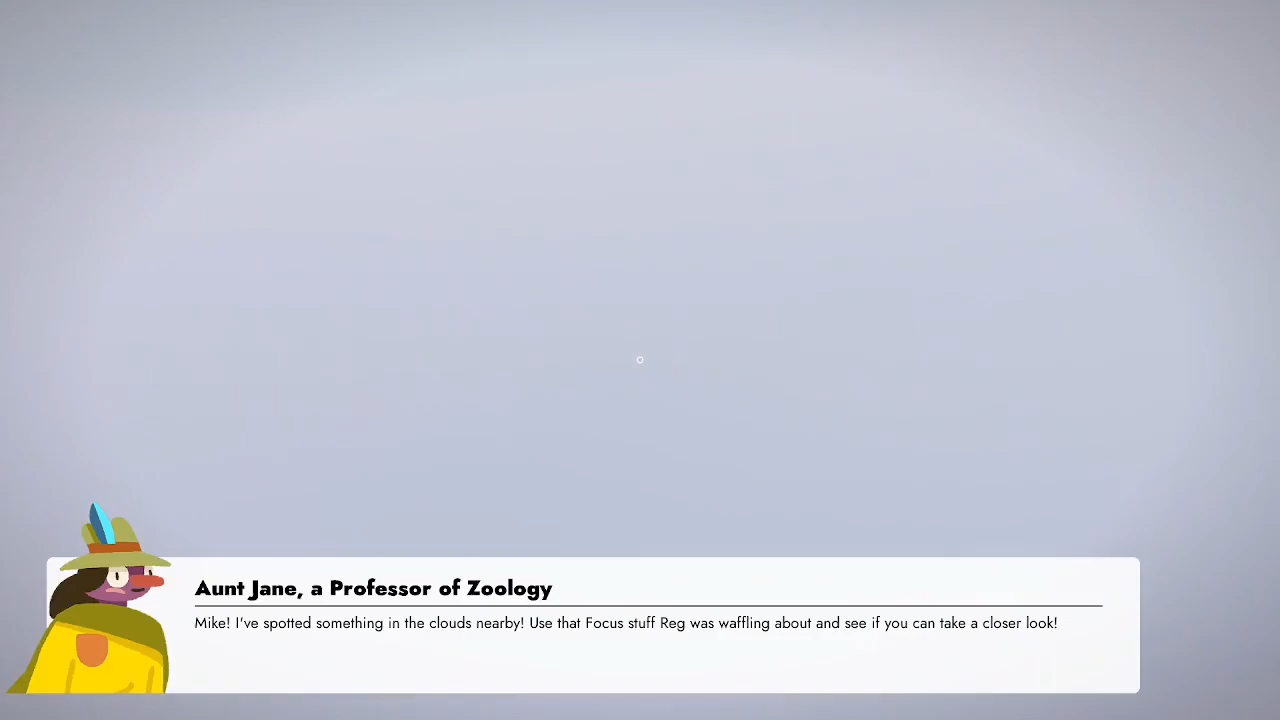 Aunt Jane, a Professor of Zoology
Mike! I've spotted something in the clouds nearby! Use that Focus stuff Reg was waffling about and see if you can take a closer look!